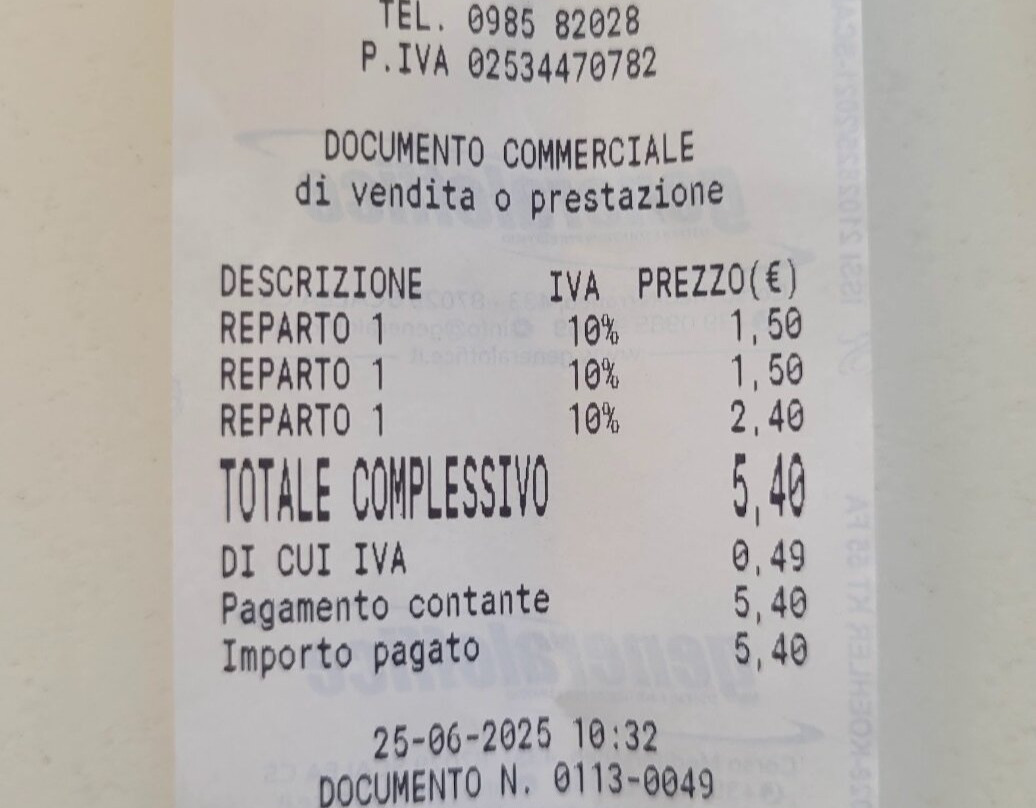 TEL. 0985 82028
P.IVA 02534470782
DOCUMENTO COMMERCIALE
di vendita o prestazione
DESCRIZIONE IVA PREZZO(€)
REPARTO 1 10% 1,50
REPARTO 1 10% 1,50
REPARTO 1 10% 2,40
TOTALE COMPLESSIVO 5,40
DI CUI IVA 0,49
Pagamento contante 5,40
Importo pagato 5,40
25-06-2025 10:32
DOCUMENTO N. 0113-0049